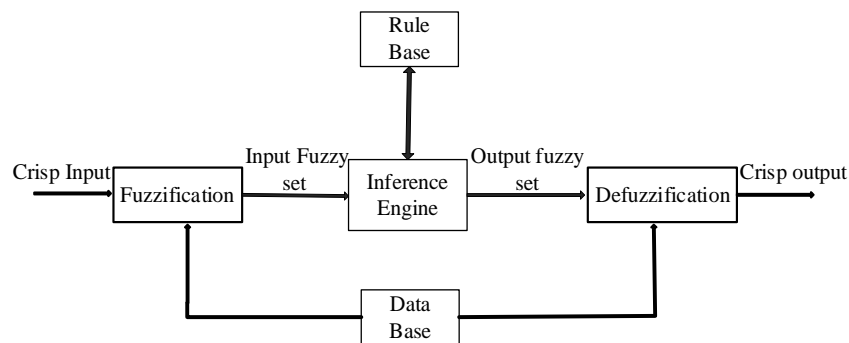 Rule
Base
Crisp Input
Fuzzification
Input Fuzzy
set
Inference
Engine
Output fuzzy
set
Defuzzification
Crisp output
Data
Base